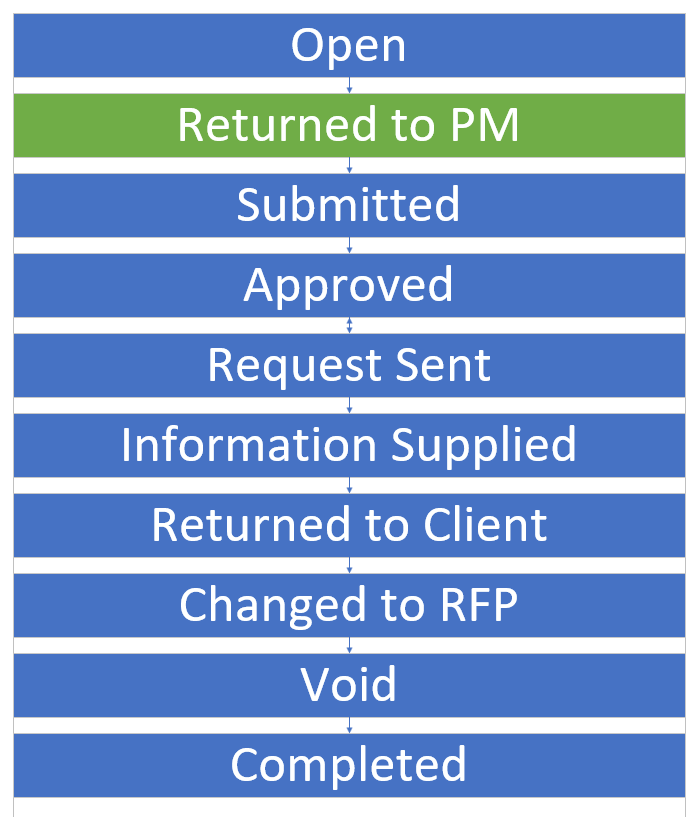 Open
Returned to PM
Submitted
Approved
Request Sent
Information Supplied
Returned to Client
Changed to RFP
Void
Completed